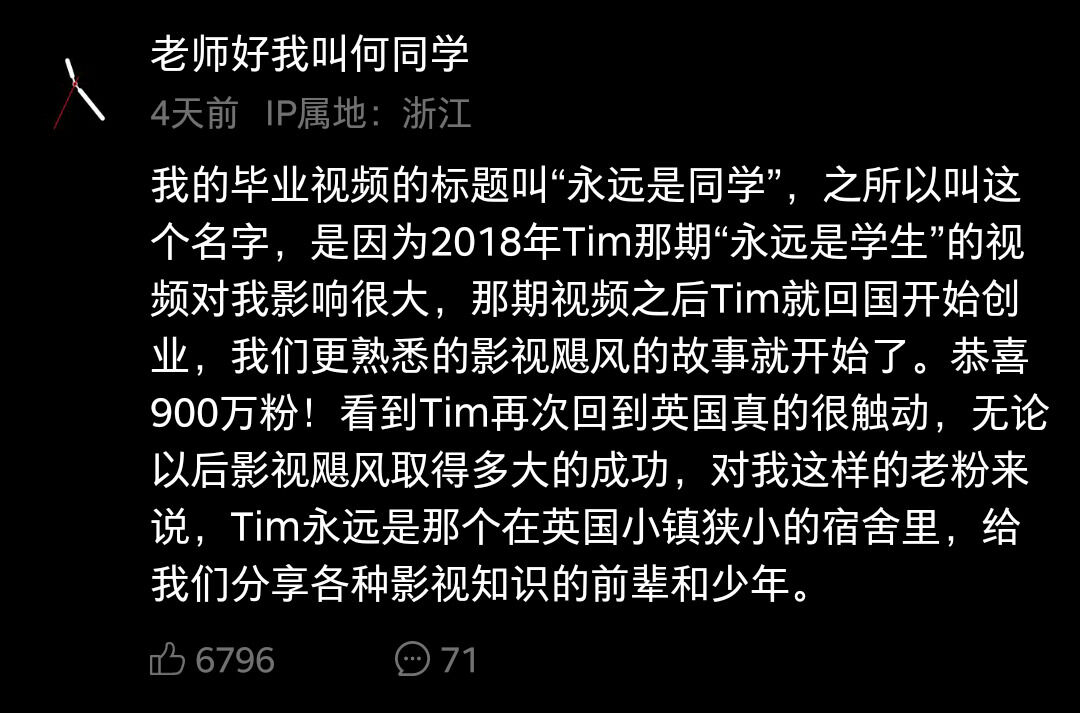 老师好我叫何同学
4天前 IP属地：浙江
我的毕业视频的标题叫“永远是同学”，之所以叫这
个名字，是因为2018年Tim那期“永远是学生”的视
频对我影响很大，那期视频之后Tim就回国开始创
业，我们更熟悉的影视飓风的故事就开始了。恭喜
900万粉！看到Tim再次回到英国真的很触动，无论
以后影视飓风取得多大的成功，对我这样的老粉来
说，Tim永远是那个在英国小镇狭小的宿舍里，给
我们分享各种影视知识的前辈和少年。
6796 71